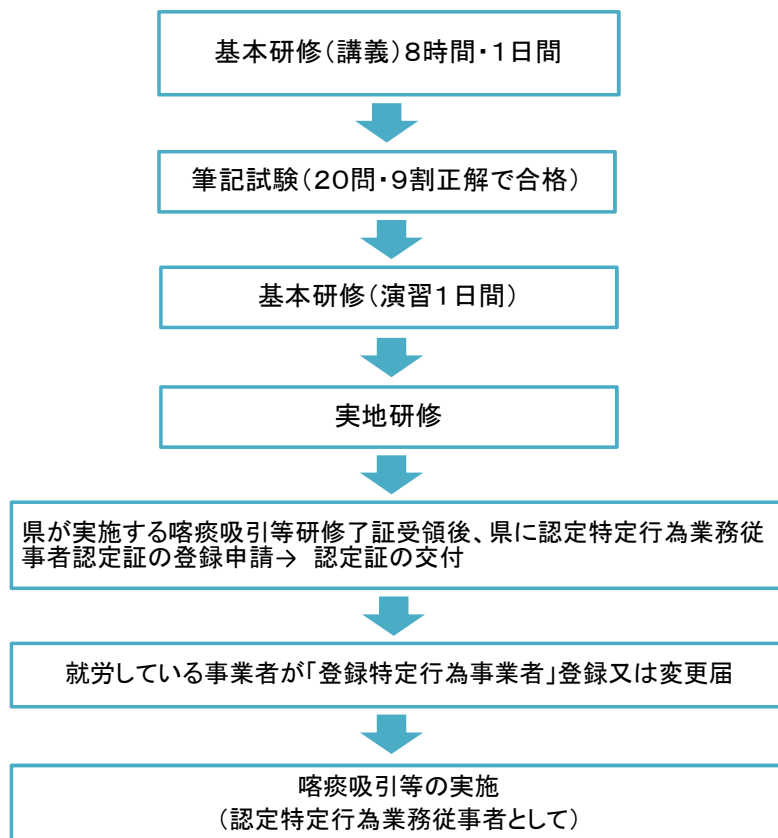 基本研修（講義）８時間・１日間
筆記試験（２０問・９割正解で合格）
基本研修（演習１日間）
実地研修
県が実施する喀痰吸引等研修了証受領後、県に認定特定行為業務従
事者認定証の登録申請→　認定証の交付
就労している事業者が「登録特定行為事業者」登録又は変更届
喀痰吸引等の実施
（認定特定行為業務従事者として）